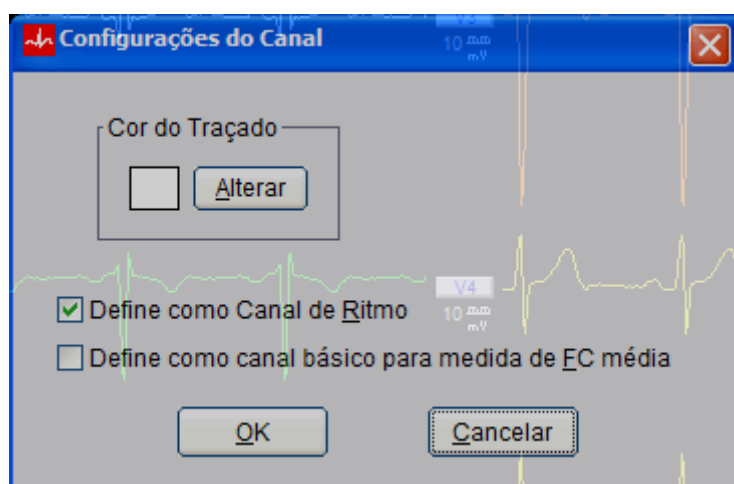 V3
Configurações do Canal
10 mm
mV
Cor do Traçado
Alterar
V4
Define como Canal de Ritmo
10 mm
mV
Define como canal básico para medida de FC média
OK
Cancelar